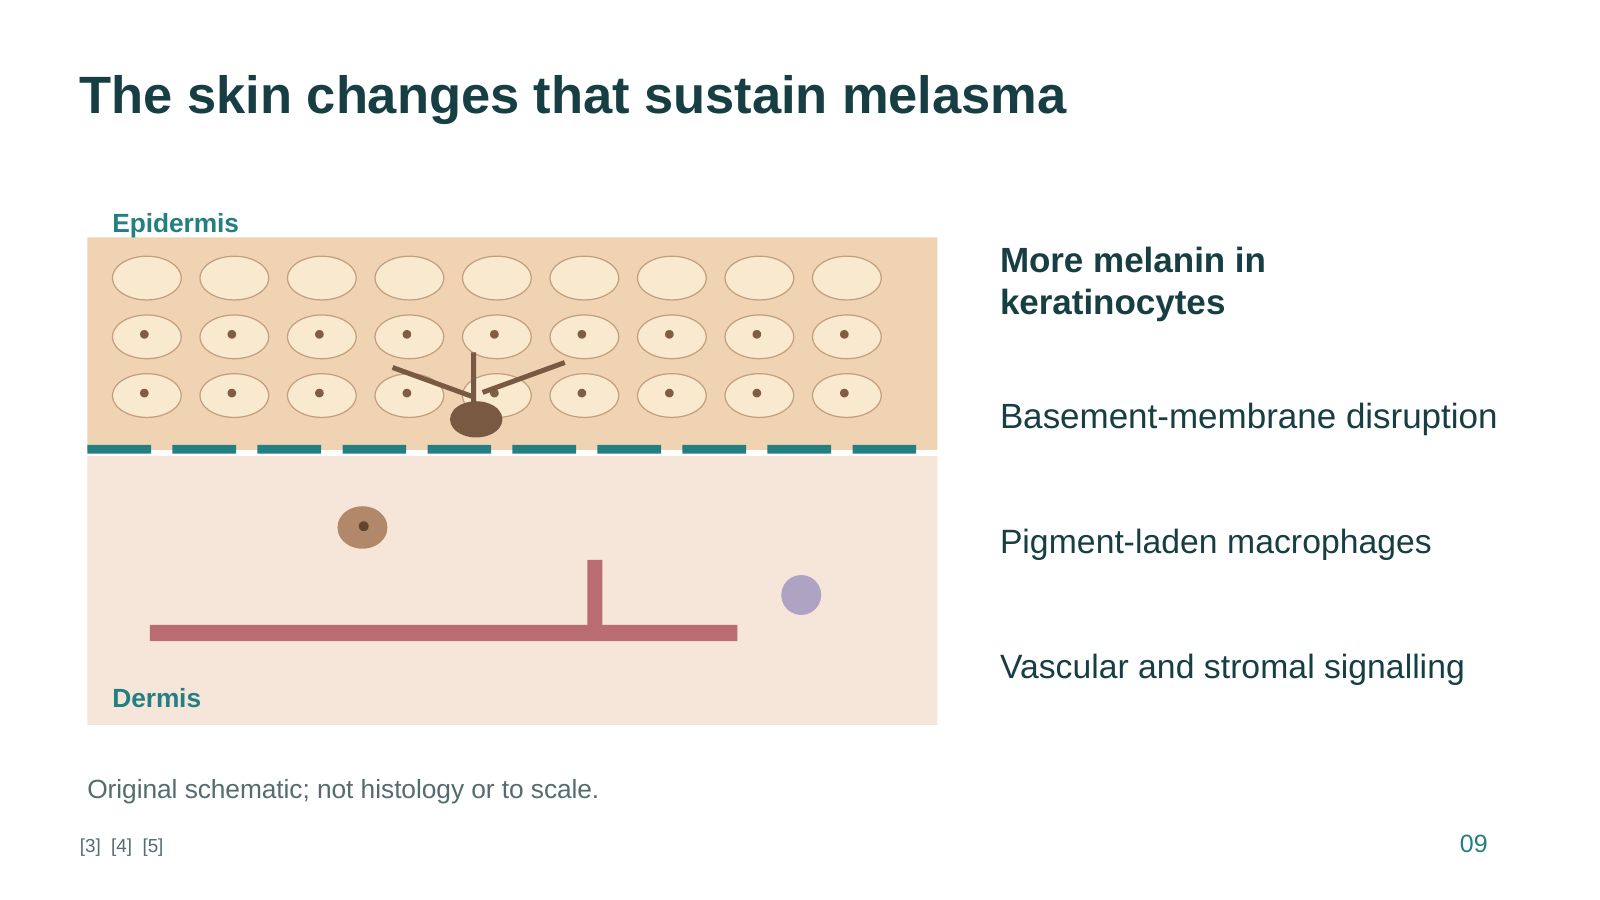 The skin changes that sustain melasma
Epidermis
More melanin in
keratinocytes
Basement-membrane disruption
Pigment-laden macrophages
Vascular and stromal signalling
Dermis
Original schematic; not histology or to scale.
[3] [4] [5]
09